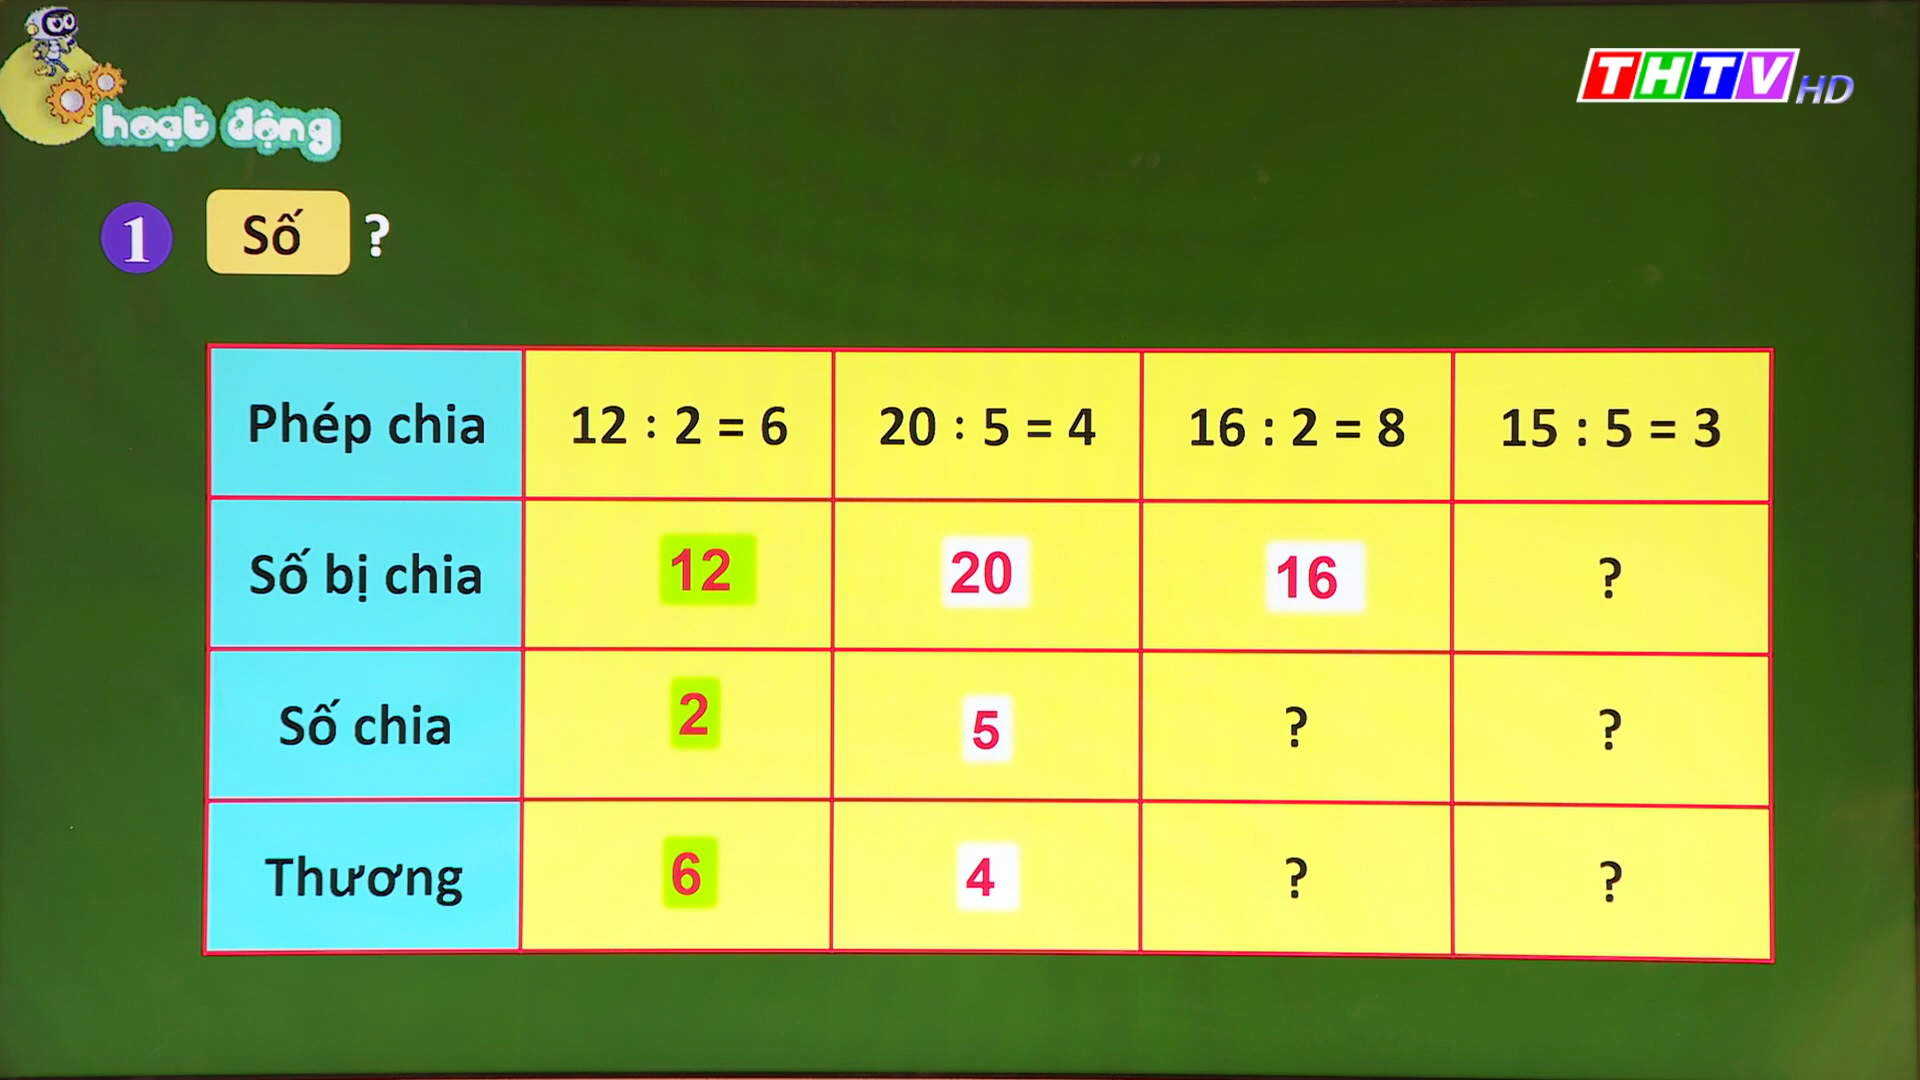 THTV HD
hoạt động
1 Số ?
Phép chia 12 : 2 = 6 20 : 5 = 4 16 : 2 = 8 15 : 5 = 3
Số bị chia 12 20 16 ?
Số chia 2 5 ? ?
Thương 6 4 ? ?